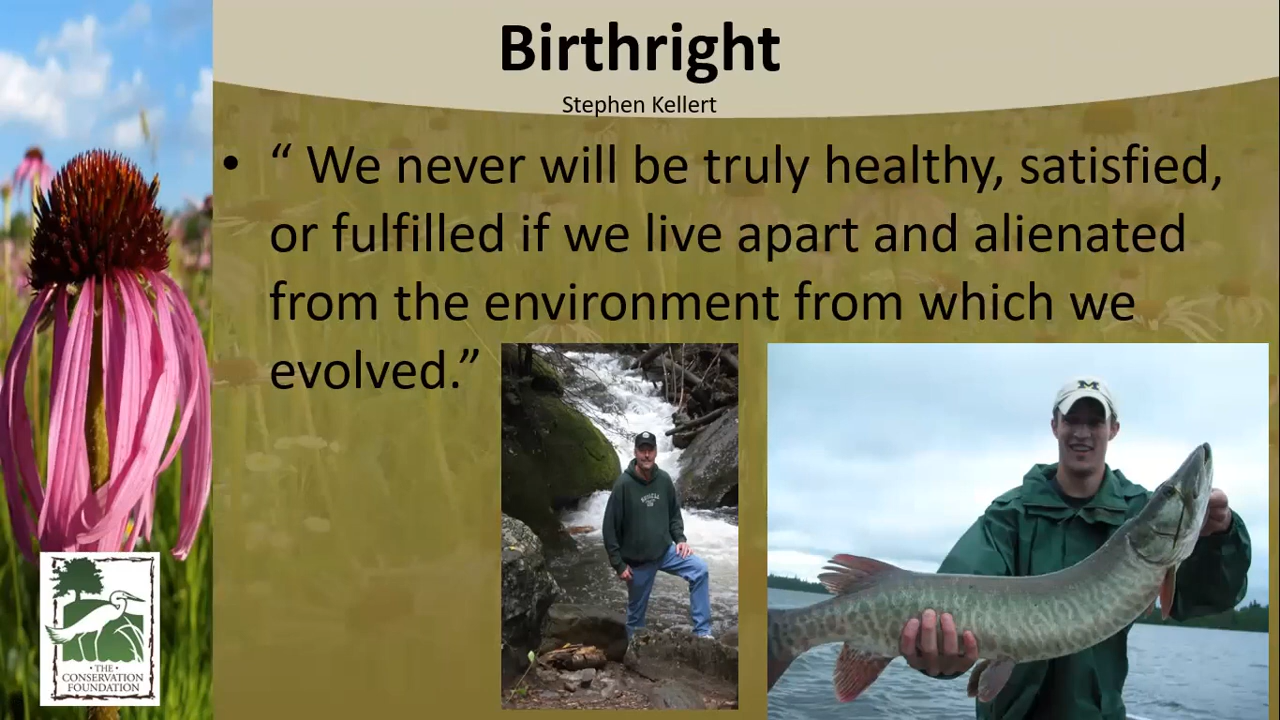 Birthright
Stephen Kellert
• “ We never will be truly healthy, satisfied,
or fulfilled if we live apart and alienated
from the environment from which we
evolved.”
M
• THE •
CONSERVATION
FOUNDATION